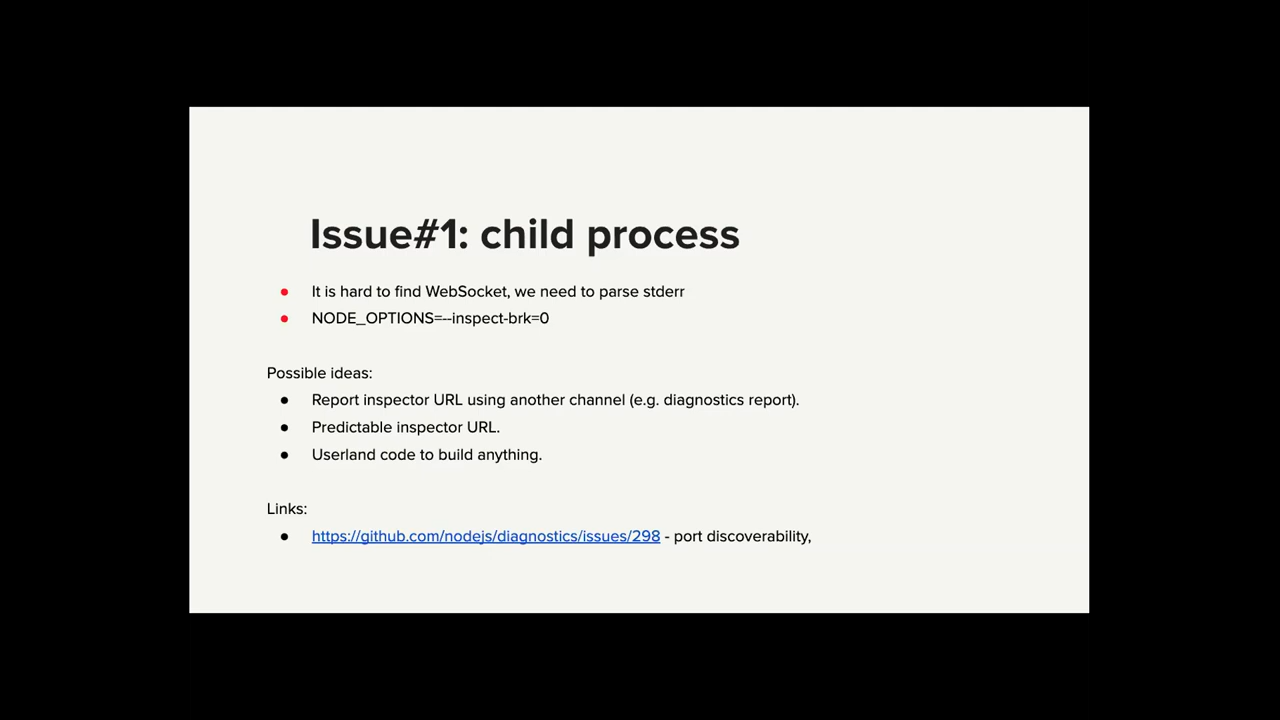 Issue#1: child process
● It is hard to find WebSocket, we need to parse stderr
● NODE_OPTIONS=--inspect-brk=0
Possible ideas:
● Report inspector URL using another channel (e.g. diagnostics report).
● Predictable inspector URL.
● Userland code to build anything.
Links:
● https://github.com/nodejs/diagnostics/issues/298 - port discoverability,